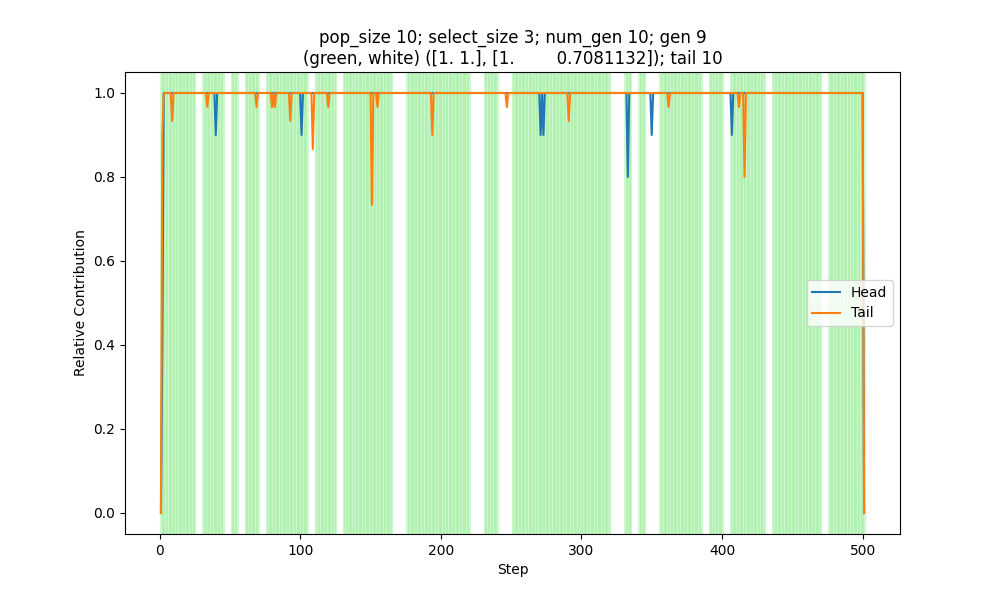 pop_size 10; select_size 3; num_gen 10; gen 9
(green, white) ([1. 1.], [1.        0.7081132]); tail 10
1.0
0.8
0.6
0.4
0.2
0.0
Relative Contribution
Head
Tail
0 100 200 300 400 500
Step